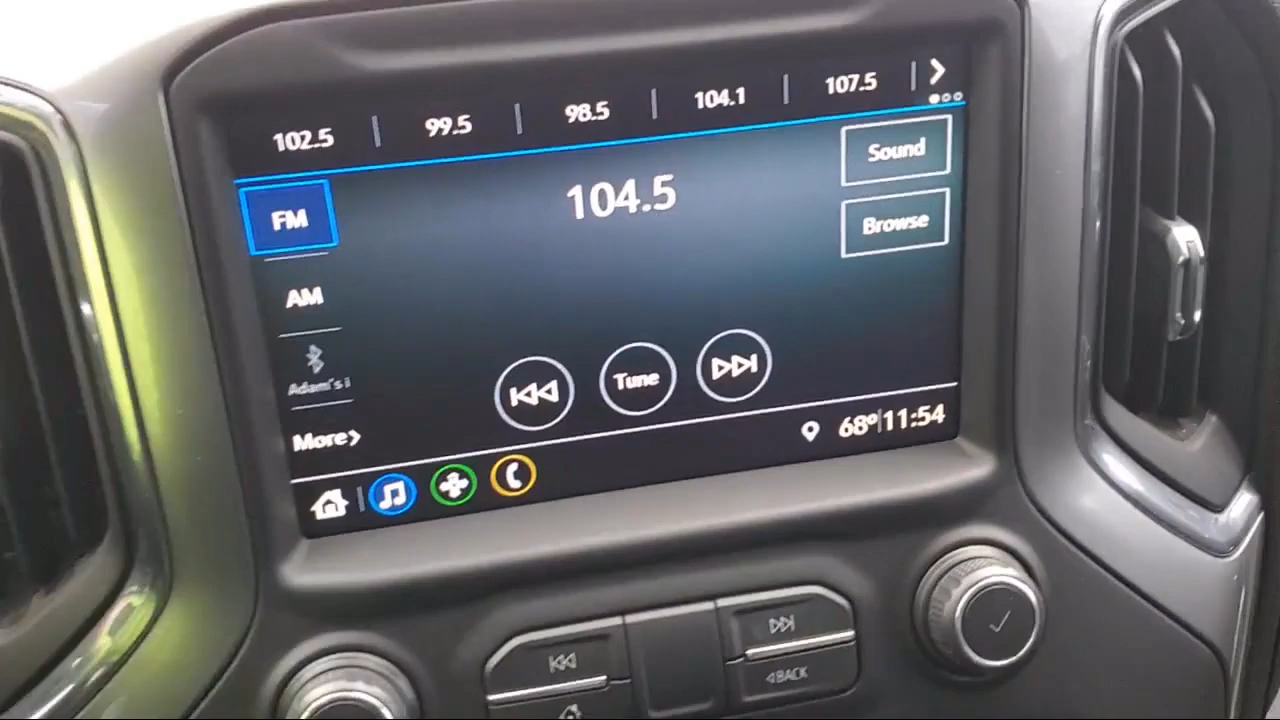 102.5 | 99.5 | 98.5 | 104.1 | 107.5 |
FM
104.5
Sound
Browse
AM
Adam's i
Tune
More
68° 11:54
BACK